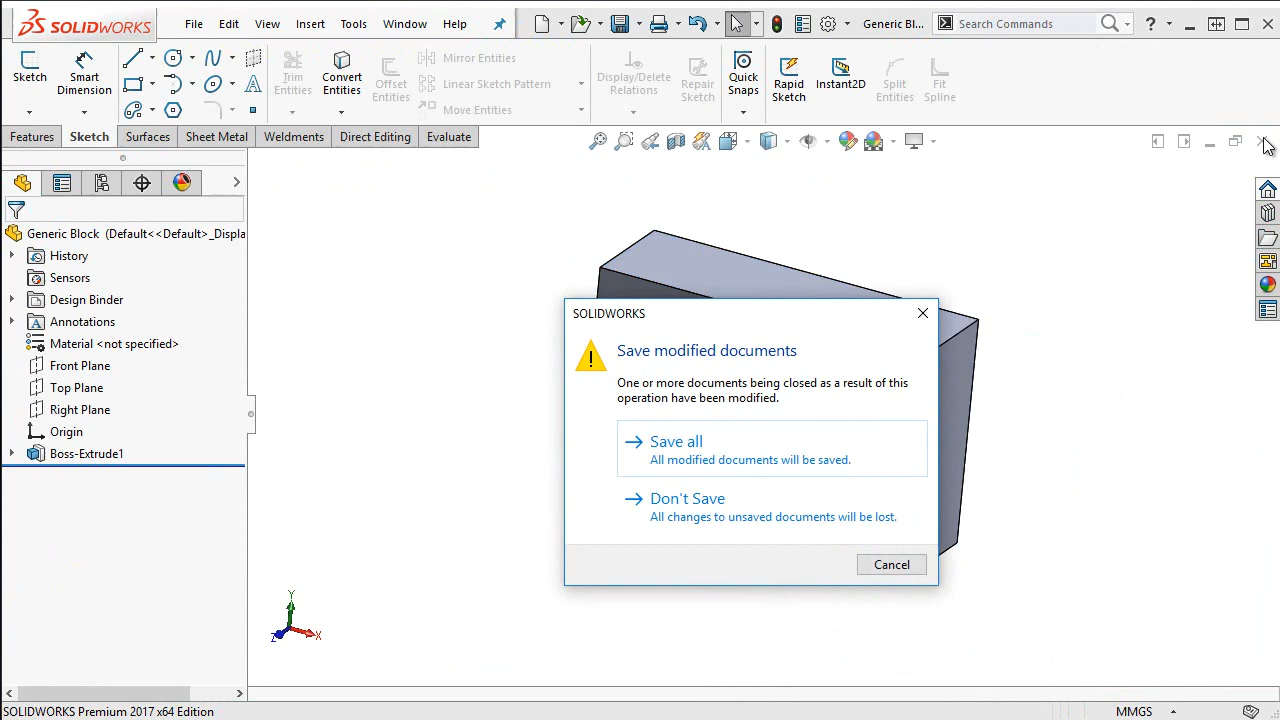 SOLIDWORKS File Edit View Insert Tools Window Help Generic Bl... Search Commands ?
Sketch
Smart Dimension
Trim Entities
Convert Entities
Offset Entities
Mirror Entities
Linear Sketch Pattern
Move Entities
Display/Delete Relations
Repair Sketch
Quick Snaps
Rapid Sketch
Instant2D
Split Entities
Fit Spline
Features Sketch Surfaces Sheet Metal Weldments Direct Editing Evaluate
Generic Block (Default<<Default>_Displa
History
Sensors
Design Binder
Annotations
Material <not specified>
Front Plane
Top Plane
Right Plane
Origin
Boss-Extrude1
SOLIDWORKS
Save modified documents
One or more documents being closed as a result of this
operation have been modified.
Save all
All modified documents will be saved.
Don't Save
All changes to unsaved documents will be lost.
Cancel
Y
Z X
SOLIDWORKS Premium 2017 x64 Edition MMGS